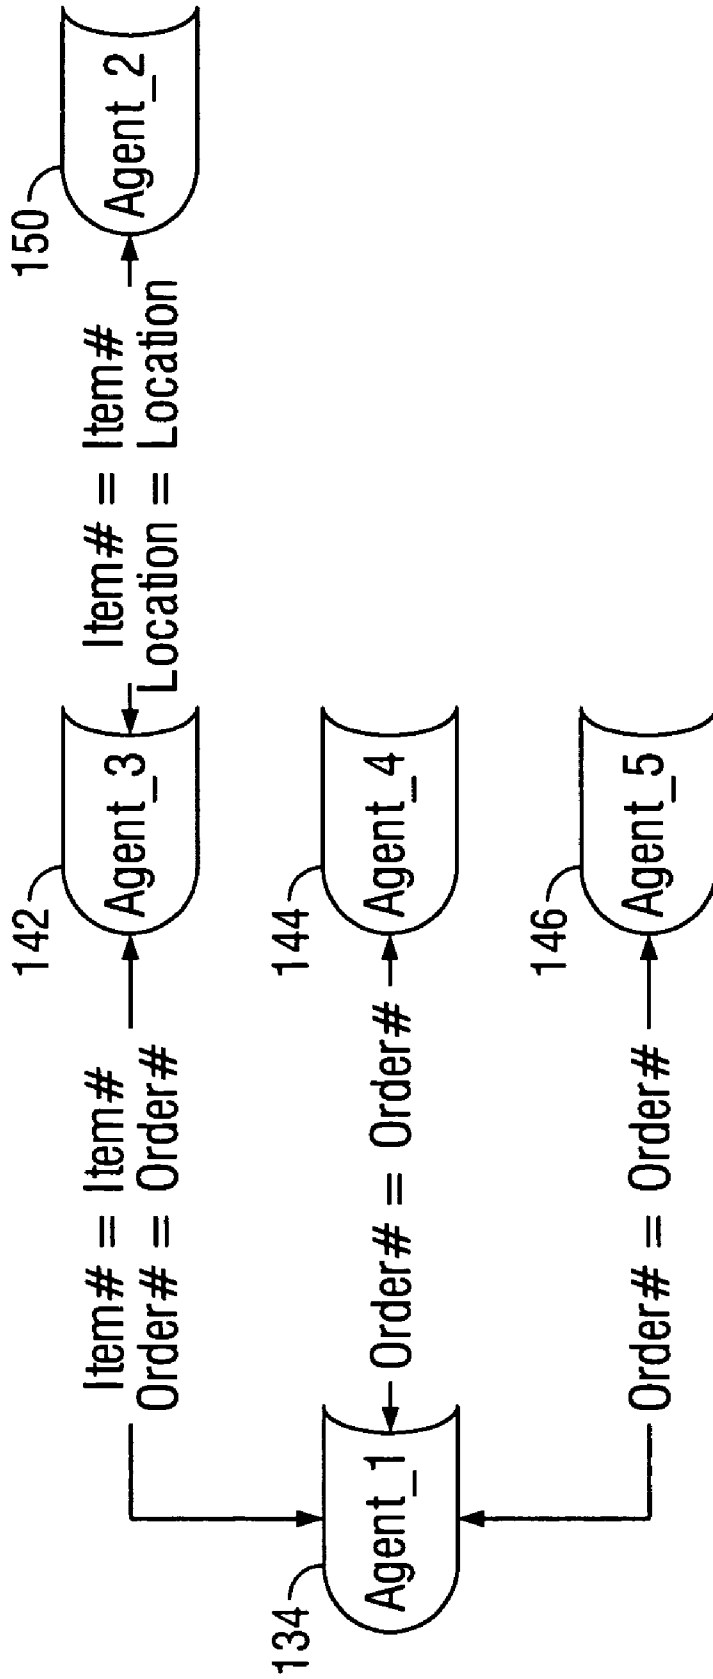 142
Agent_3
Item# = Item#
Order# = Order#
Item# = Item#
Location = Location
150
Agent_2
134
Agent_1
Order# = Order#
144
Agent_4
Order# = Order#
146
Agent_5